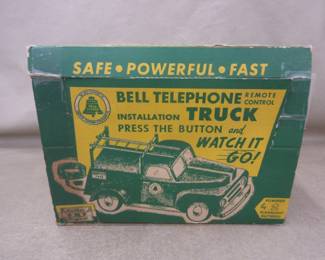 SAFE • POWERFUL • FAST
BELL TELEPHONE REMOTE CONTROL
INSTALLATION TRUCK
PRESS THE BUTTON and
WATCH IT
GO!